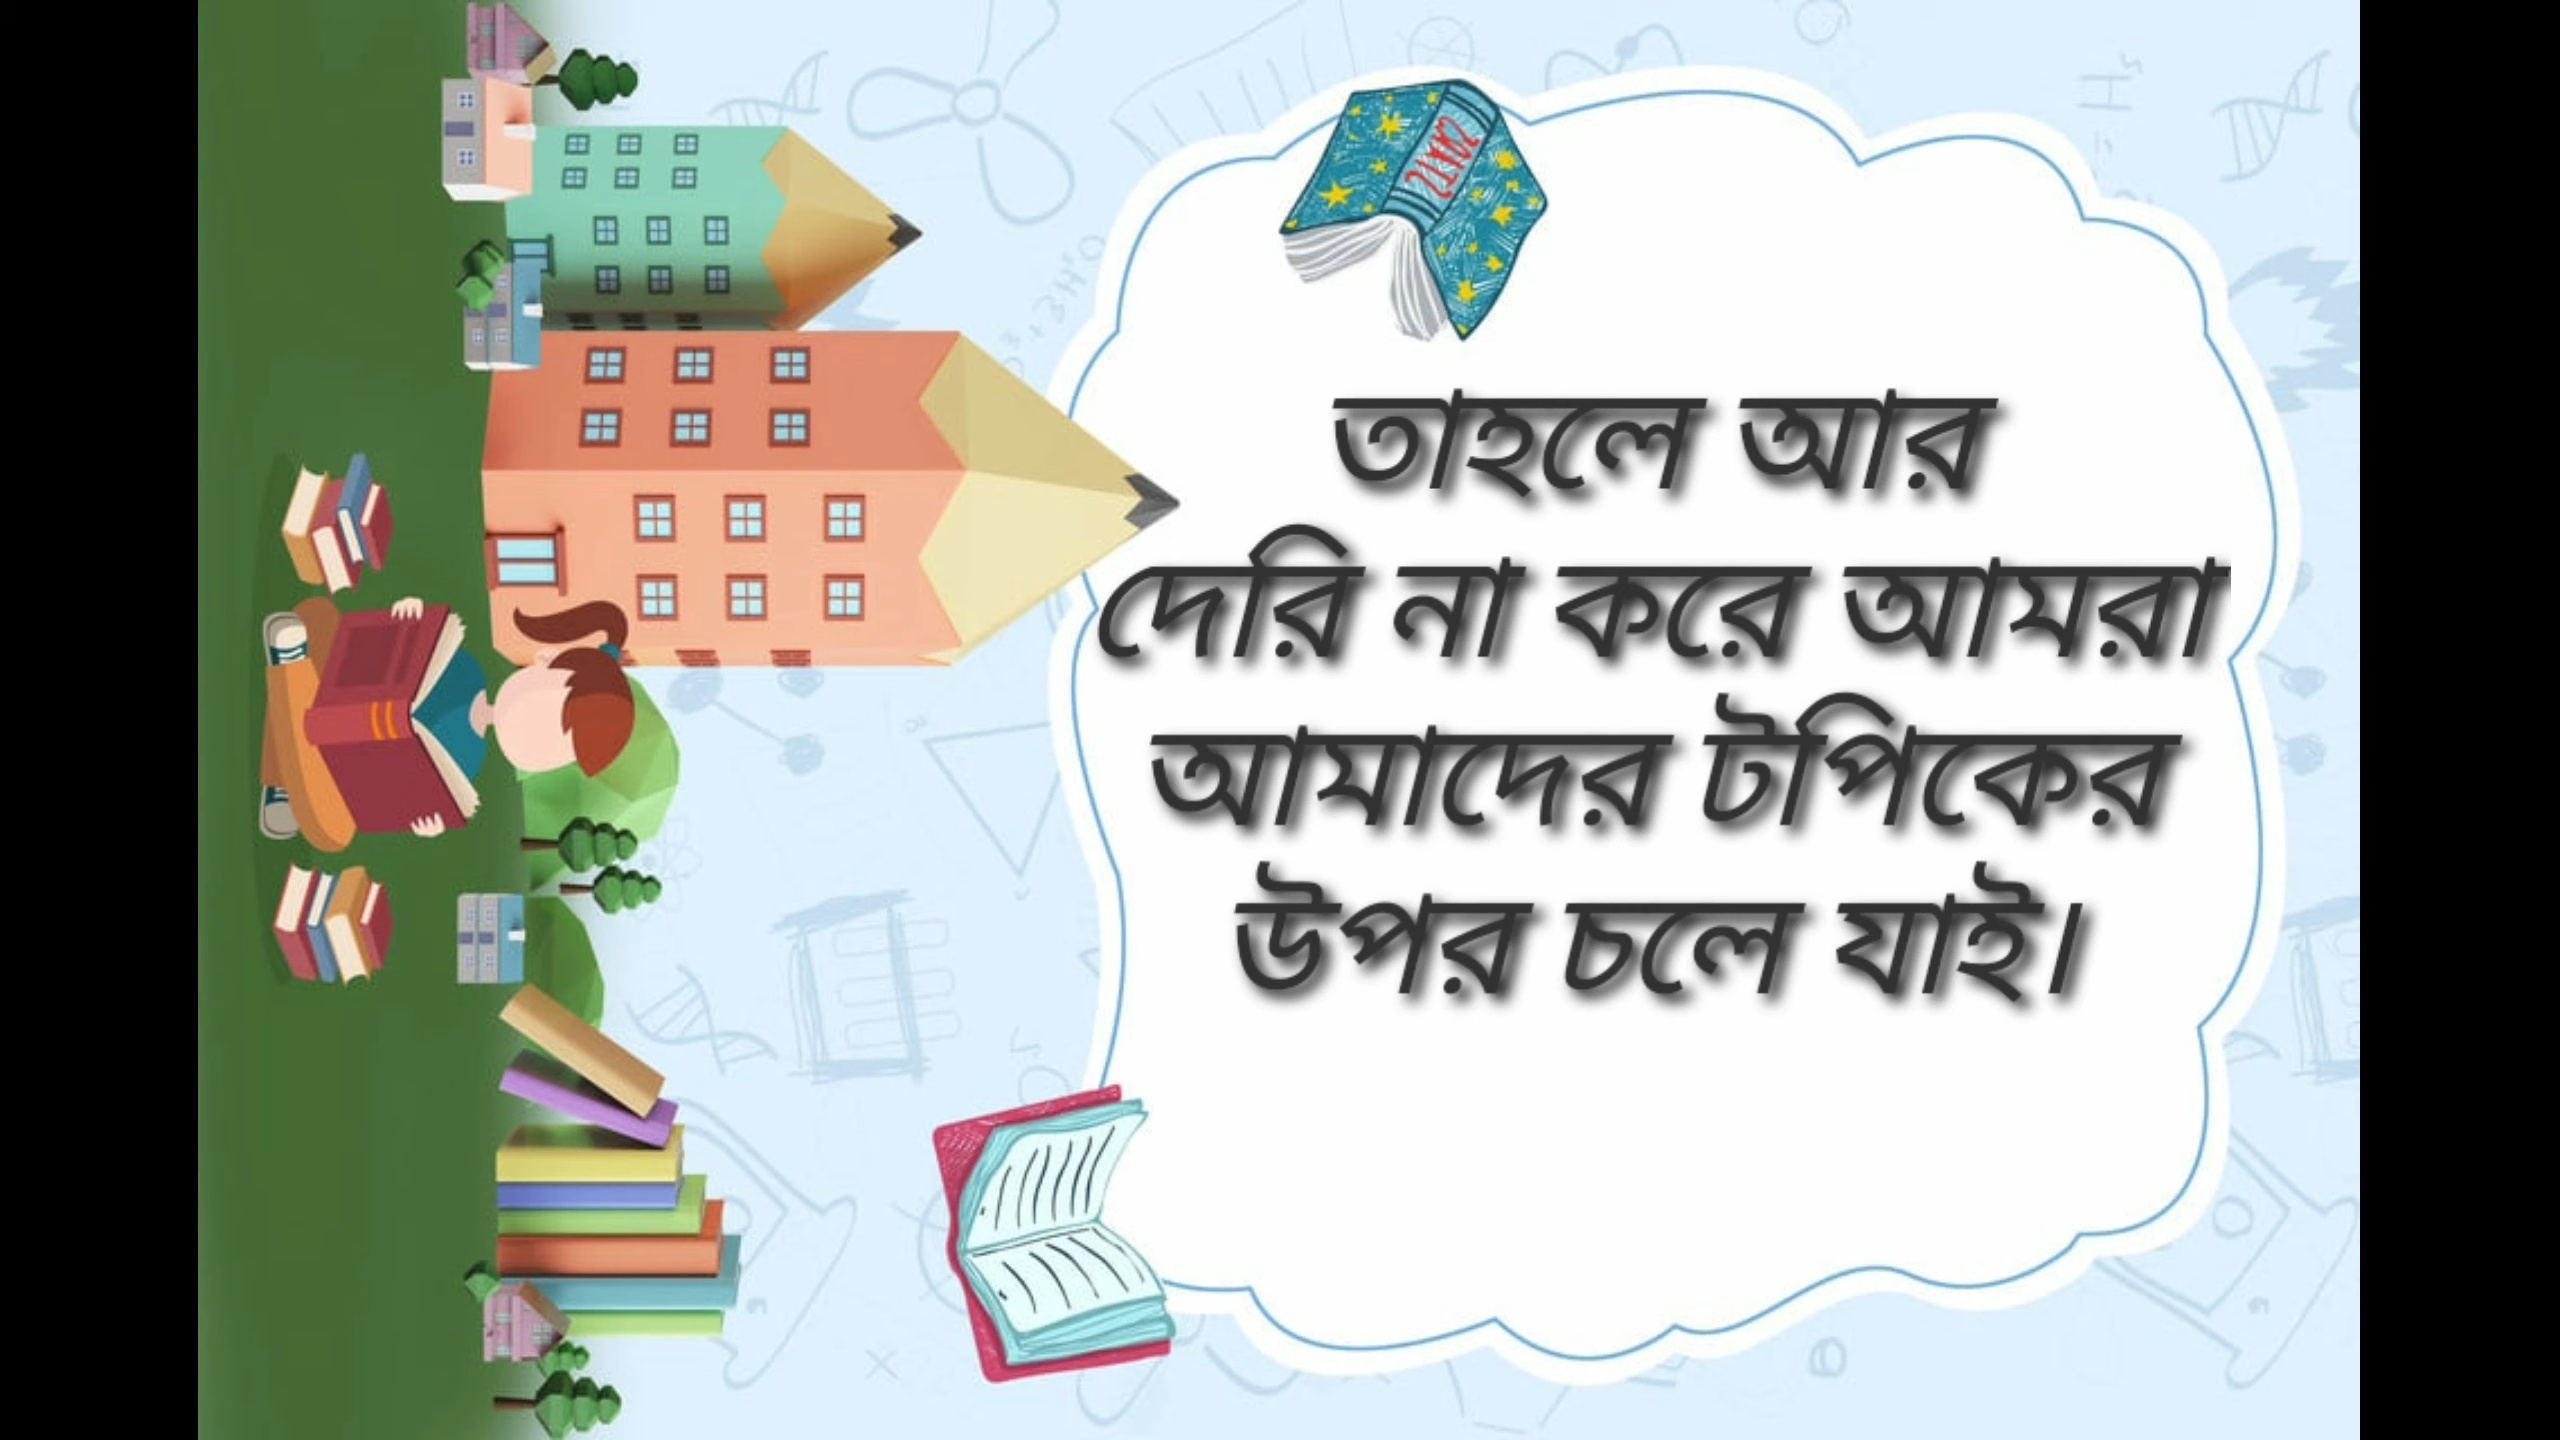 তাহলে আর
দেরি না করে আমরা
আমাদের টপিকের
উপর চলে যাই।